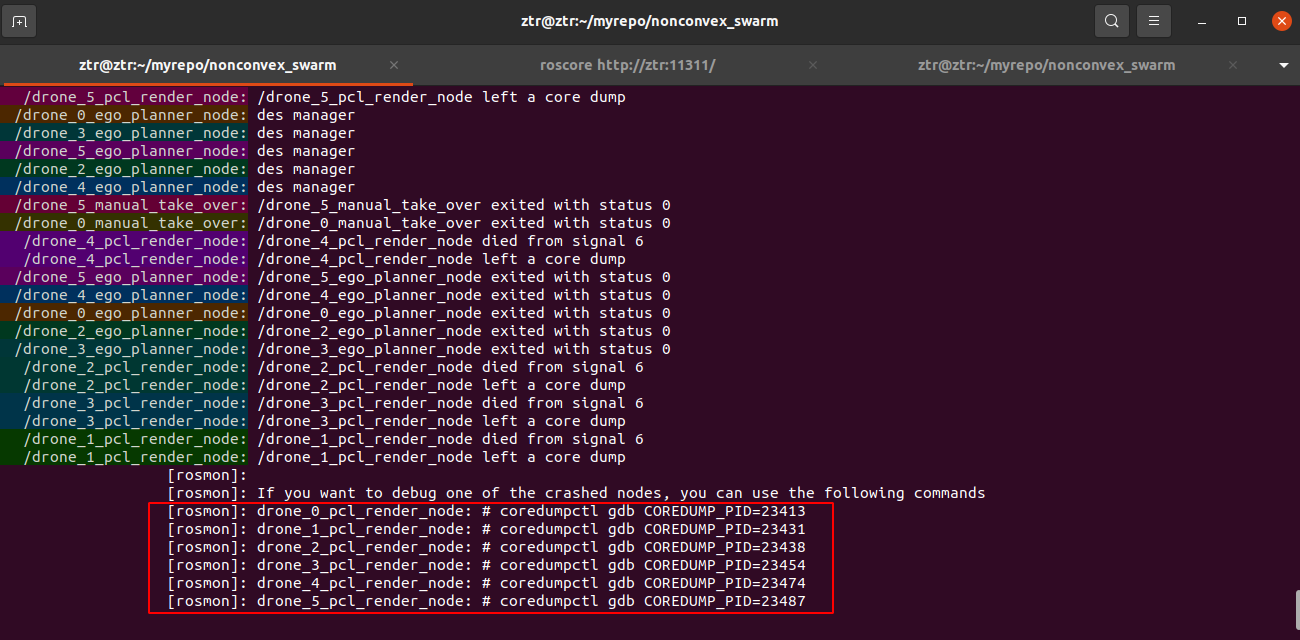 ztr@ztr:~/myrepo/nonconvex_swarm
ztr@ztr:~/myrepo/nonconvex_swarm
roscore http://ztr:11311/
ztr@ztr:~/myrepo/nonconvex_swarm
/drone_5_pcl_render_node: /drone_5_pcl_render_node left a core dump
/drone_0_ego_planner_node: des manager
/drone_3_ego_planner_node: des manager
/drone_5_ego_planner_node: des manager
/drone_2_ego_planner_node: des manager
/drone_4_ego_planner_node: des manager
/drone_5_manual_take_over: /drone_5_manual_take_over exited with status 0
/drone_0_manual_take_over: /drone_0_manual_take_over exited with status 0
/drone_4_pcl_render_node: /drone_4_pcl_render_node died from signal 6
/drone_4_pcl_render_node: /drone_4_pcl_render_node left a core dump
/drone_5_ego_planner_node: /drone_5_ego_planner_node exited with status 0
/drone_4_ego_planner_node: /drone_4_ego_planner_node exited with status 0
/drone_0_ego_planner_node: /drone_0_ego_planner_node exited with status 0
/drone_2_ego_planner_node: /drone_2_ego_planner_node exited with status 0
/drone_3_ego_planner_node: /drone_3_ego_planner_node exited with status 0
/drone_2_pcl_render_node: /drone_2_pcl_render_node died from signal 6
/drone_2_pcl_render_node: /drone_2_pcl_render_node left a core dump
/drone_3_pcl_render_node: /drone_3_pcl_render_node died from signal 6
/drone_3_pcl_render_node: /drone_3_pcl_render_node left a core dump
/drone_1_pcl_render_node: /drone_1_pcl_render_node died from signal 6
/drone_1_pcl_render_node: /drone_1_pcl_render_node left a core dump
[rosmon]:
[rosmon]: If you want to debug one of the crashed nodes, you can use the following commands
[rosmon]: drone_0_pcl_render_node: # coredumpctl gdb COREDUMP_PID=23413
[rosmon]: drone_1_pcl_render_node: # coredumpctl gdb COREDUMP_PID=23431
[rosmon]: drone_2_pcl_render_node: # coredumpctl gdb COREDUMP_PID=23438
[rosmon]: drone_3_pcl_render_node: # coredumpctl gdb COREDUMP_PID=23454
[rosmon]: drone_4_pcl_render_node: # coredumpctl gdb COREDUMP_PID=23474
[rosmon]: drone_5_pcl_render_node: # coredumpctl gdb COREDUMP_PID=23487